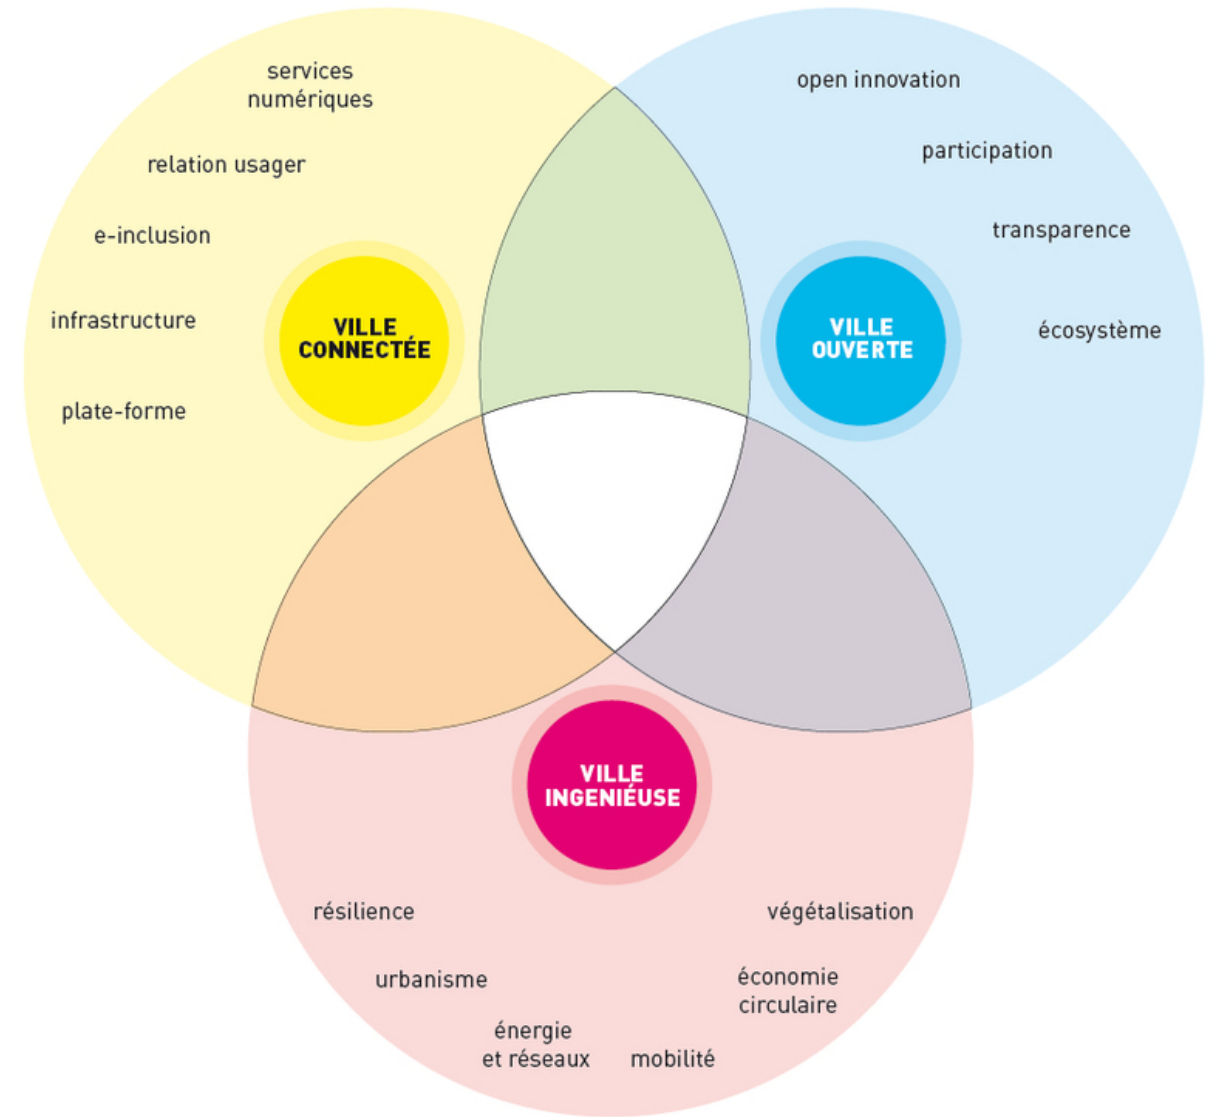 services
numériques
relation usager
e-inclusion
infrastructure
plate-forme
VILLE
CONNECTÉE
open innovation
participation
transparence
écosystème
VILLE
OUVERTE
VILLE
INGENIÉUSE
résilience
urbanisme
énergie
et réseaux
mobilité
économie
circulaire
végétalisation